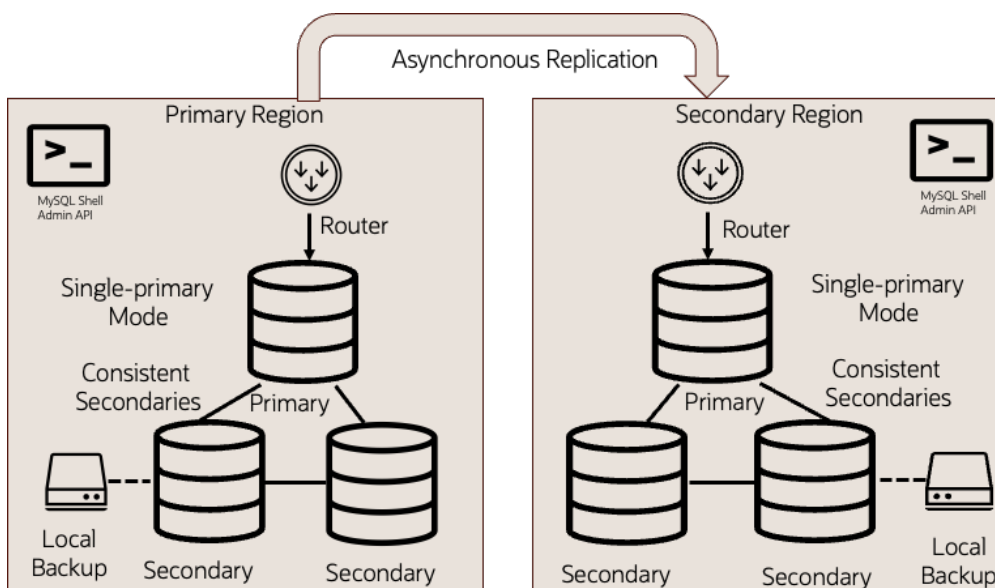 Asynchronous Replication
Primary Region
>_
MySQL Shell
Admin API
Router
Single-primary
Mode
Consistent
Secondaries
Primary
Local
Backup
Secondary
Secondary
Secondary Region
>_
MySQL Shell
Admin API
Router
Single-primary
Mode
Consistent
Secondaries
Primary
Secondary
Secondary
Local
Backup